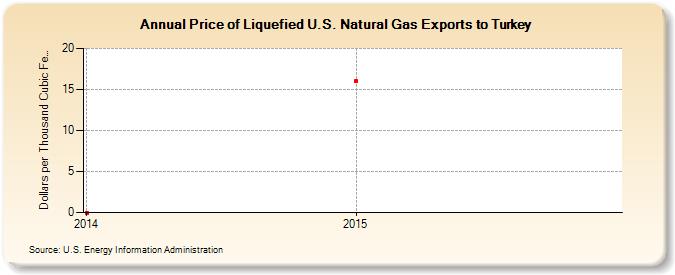 Annual Price of Liquefied U.S. Natural Gas Exports to Turkey
Dollars per Thousand Cubic Fe...
20
15
10
5
0
2014
2015
Source: U.S. Energy Information Administration